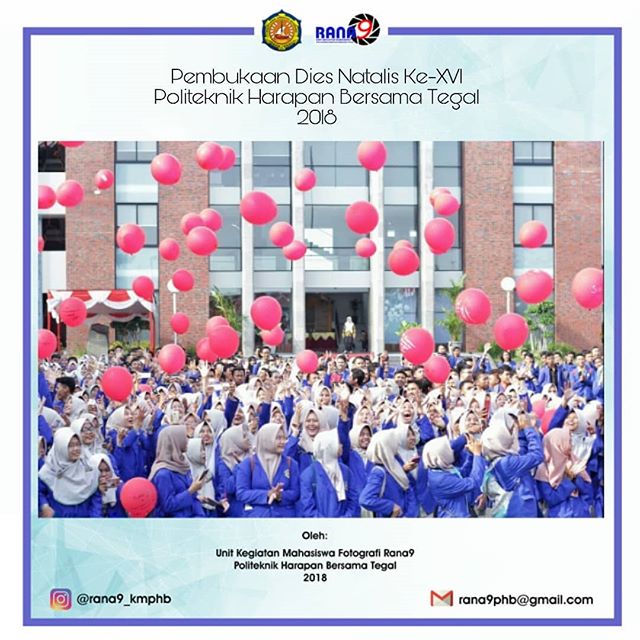 RANA9
Pembukaan Dies Natalis Ke-XVI
Politeknik Harapan Bersama Tegal
2018
Oleh:
Unit Kegiatan Mahasiswa Fotografi Rana9
Politeknik Harapan Bersama Tegal
2018
@rana9_kmphb
rana9phb@gmail.com